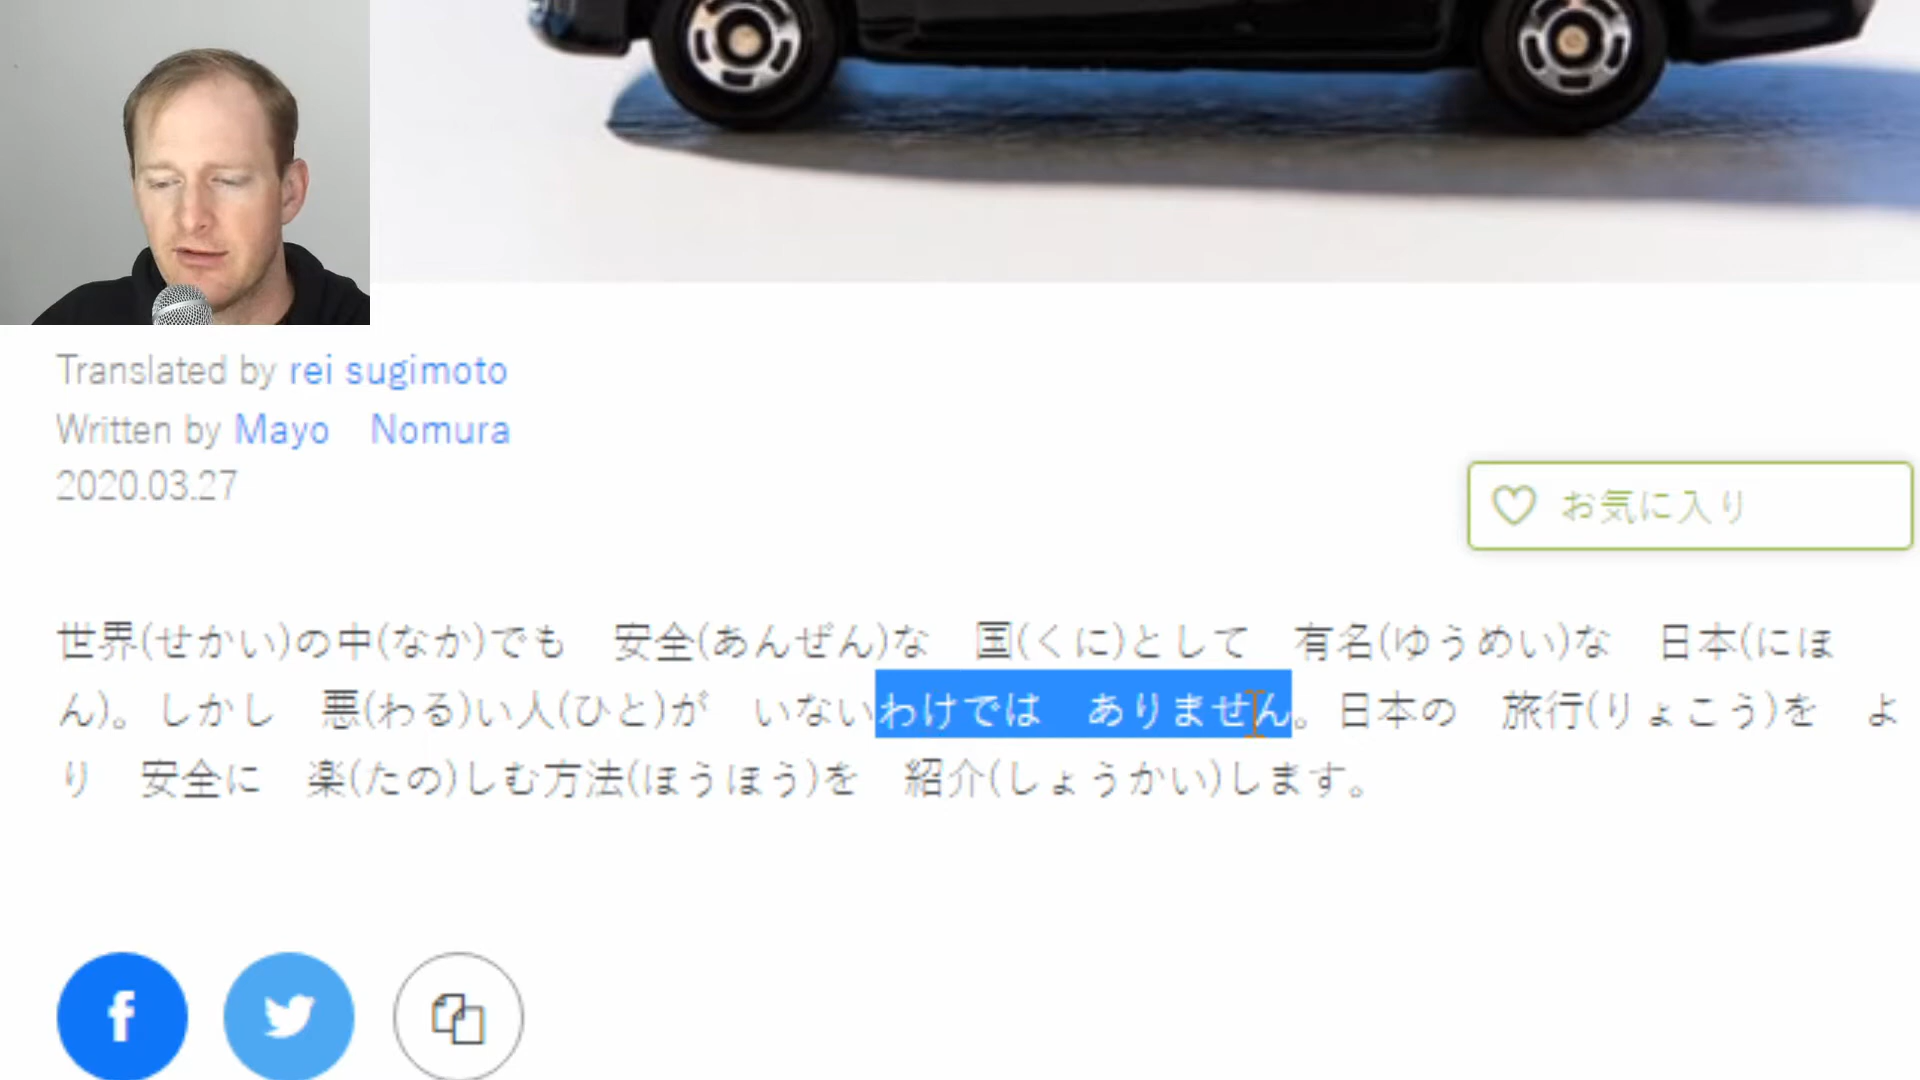 Translated by rei sugimoto
Written by Mayo　Nomura
2020.03.27
お気に入り
世界(せかい)の中(なか)でも　安全(あんぜん)な　国(くに)として　有名(ゆうめい)な　日本(にほ
ん)。しかし　悪(わる)い人(ひと)が　いないわけでは　ありません。日本の　旅行(りょこう)を　よ
り　安全に　楽(たの)しむ方法(ほうほう)を　紹介(しょうかい)します。